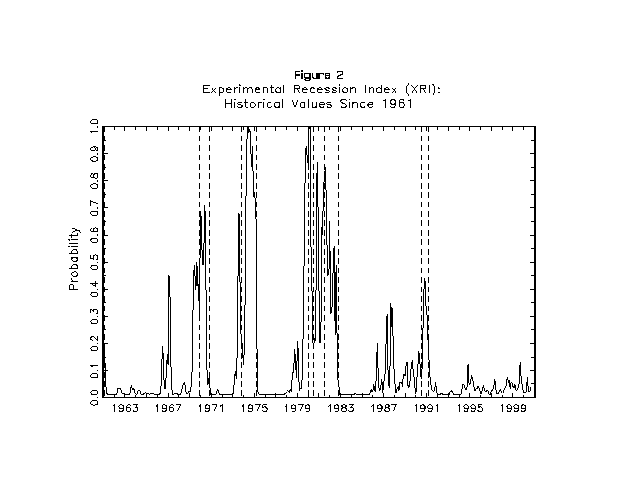 Figure 2
Experimental Recession Index (XRI):
Historical Values Since 1961
Probability
1.0
0.9
0.8
0.7
0.6
0.5
0.4
0.3
0.2
0.1
0.0
1963 1967 1971 1975 1979 1983 1987 1991 1995 1999